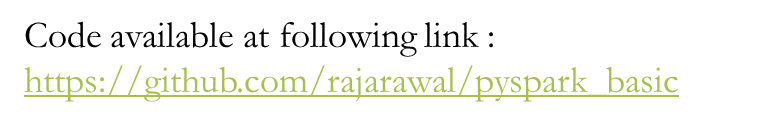 Code available at following link :
https://github.com/rajarawal/pyspark_basic